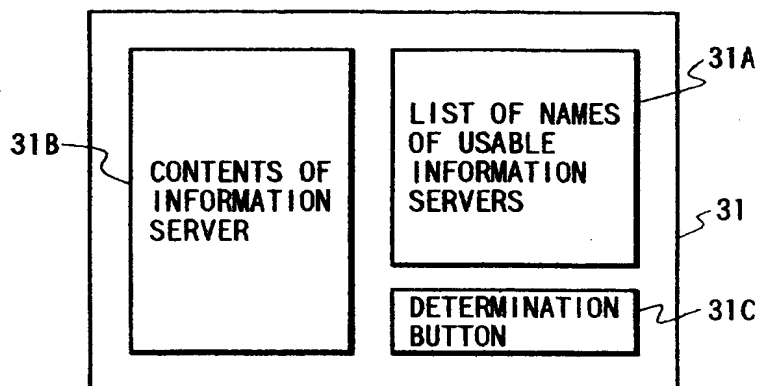 31A
LIST OF NAMES
OF USABLE
INFORMATION
SERVERS
31B
CONTENTS OF
INFORMATION
SERVER
31
DETERMINATION
BUTTON
31C